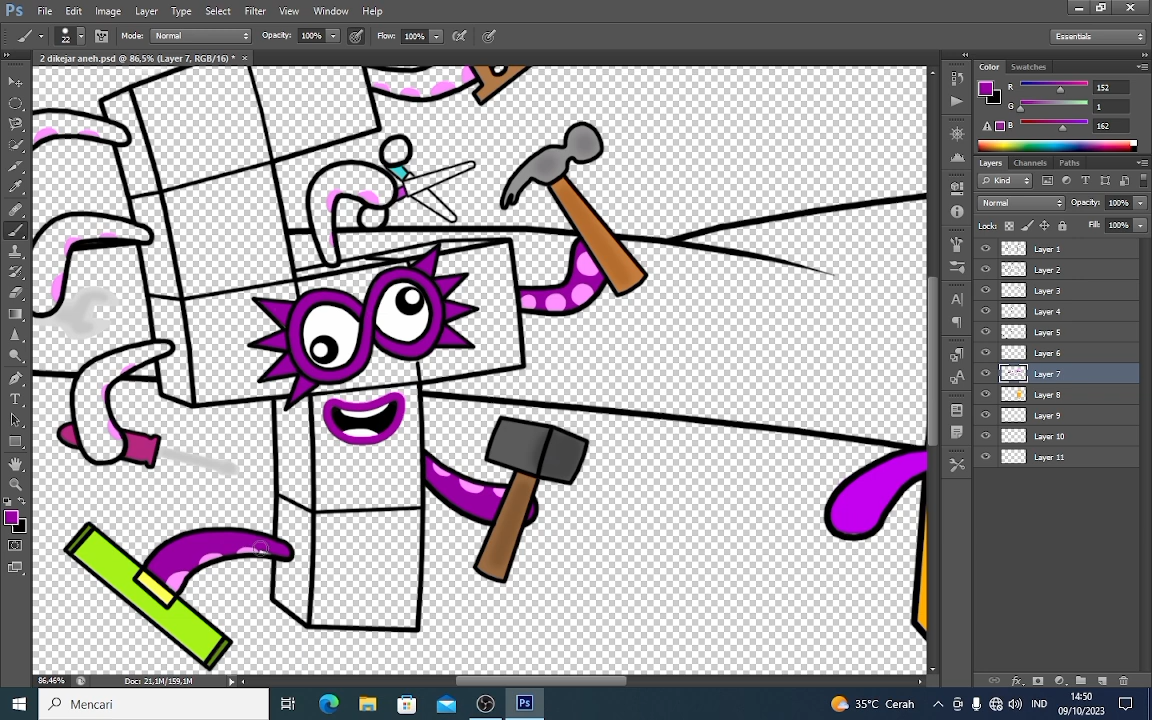 Ps File Edit Image Layer Type Select Filter View Window Help
22 Mode: Normal Opacity: 100% Flow: 100% Essentials
2 dikejar aneh.psd @ 86,5% (Layer 7, RGB/16) * ×
Color Swatches
R 152
G 1
B 162
Layers Channels Paths
Kind
Normal Opacity: 100%
Lock: Fill: 100%
Layer 1
Layer 2
Layer 3
Layer 4
Layer 5
Layer 6
Layer 7
Layer 8
Layer 9
Layer 10
Layer 11
86,46% Doc: 21,1M/159,1M
Mencari Ps 35°C Cerah IND 14:50
09/10/2023